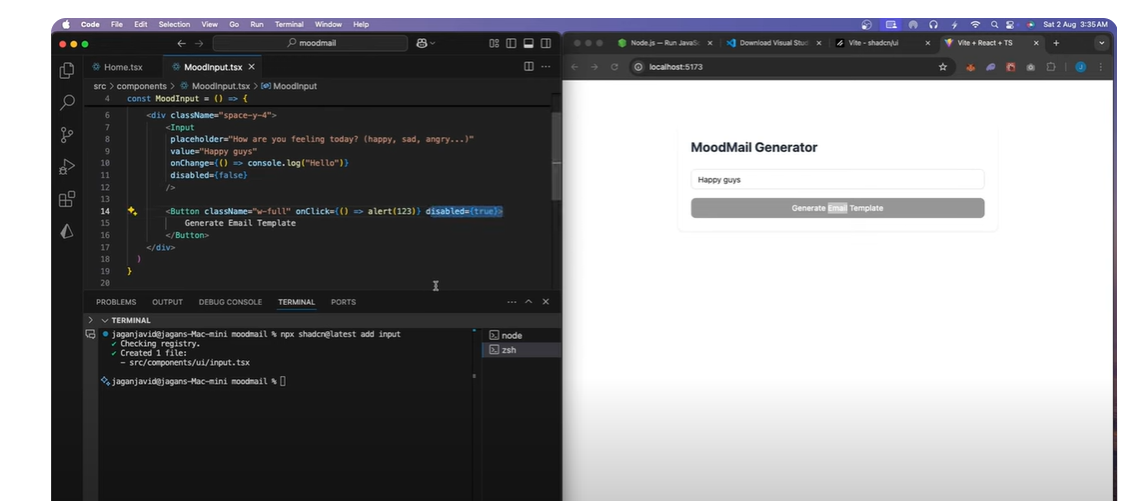 Code File Edit Selection View Go Run Terminal Window Help
Sat 2 Aug 3:35 AM
moodmail
Home.tsx
MoodInput.tsx
src > components > MoodInput.tsx > MoodInput
4 const MoodInput = () => {
6 <div className="space-y-4">
7 <Input
8 placeholder="How are you feeling today? (happy, sad, angry...)"
9 value="Happy guys"
10 onChange={() => console.log("Hello")}
11 disabled={false}
12 />
13
14 <Button className="w-full" onClick={() => alert(123)} disabled={true}>
15 Generate Email Template
16 </Button>
17 </div>
18 )
19 }
20
PROBLEMS OUTPUT DEBUG CONSOLE TERMINAL PORTS
TERMINAL
jaganjavid@jagans-Mac-mini moodmail % npx shadcn@latest add input
✔ Checking registry.
✔ Created 1 file:
- src/components/ui/input.tsx
jaganjavid@jagans-Mac-mini moodmail %
node
zsh
Node.js — Run JavaSc
Download Visual Stud
Vite - shadcn/ui
Vite + React + TS
localhost:5173
MoodMail Generator
Happy guys
Generate Email Template